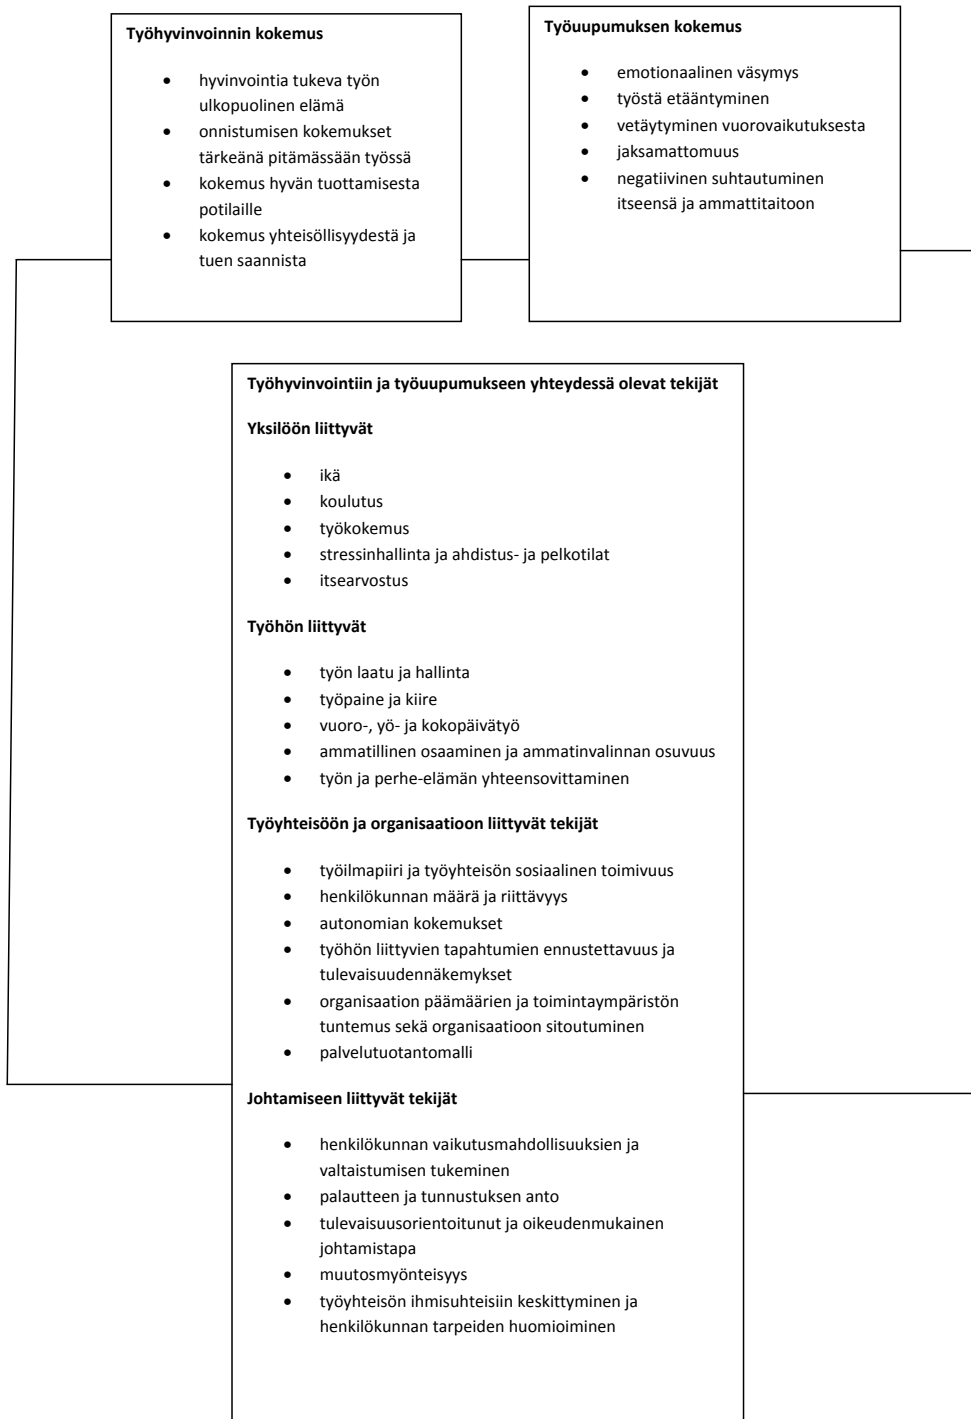 Työhyvinvoinnin kokemus
• hyvinvointia tukeva työn
ulkopuolinen elämä
• onnistumisen kokemukset
tärkeänä pitämässään työssä
• kokemus hyvän tuottamisesta
potilaille
• kokemus yhteisöllisyydestä ja
tuen saannista
Työuupumuksen kokemus
• emotionaalinen väsymys
• työstä etääntyminen
• vetäytyminen vuorovaikutuksesta
• jaksamattomuus
• negatiivinen suhtautuminen
itseensä ja ammattitaitoon
Työhyvinvointiin ja työuupumukseen yhteydessä olevat tekijät
Yksilöön liittyvät
• ikä
• koulutus
• työkokemus
• stressinhallinta ja ahdistus- ja pelkotilat
• itsearvostus
Työhön liittyvät
• työn laatu ja hallinta
• työpaine ja kiire
• vuoro-, yö- ja kokopäivätyö
• ammatillinen osaaminen ja ammatinvalinnan osuvuus
• työn ja perhe-elämän yhteensovittaminen
Työyhteisöön ja organisaatioon liittyvät tekijät
• työilmapiiri ja työyhteisön sosiaalinen toimivuus
• henkilökunnan määrä ja riittävyys
• autonomian kokemukset
• työhön liittyvien tapahtumien ennustettavuus ja
tulevaisuudennäkemykset
• organisaation päämäärien ja toimintaympäristön
tuntemus sekä organisaatioon sitoutuminen
• palvelutuotantomalli
Johtamiseen liittyvät tekijät
• henkilökunnan vaikutusmahdollisuuksien ja
valtaistumisen tukeminen
• palautteen ja tunnustuksen anto
• tulevaisuusorientoitunut ja oikeudenmukainen
johtamistapa
• muutosmyönteisyys
• työyhteisön ihmisuhteisiin keskittyminen ja
henkilökunnan tarpeiden huomioiminen